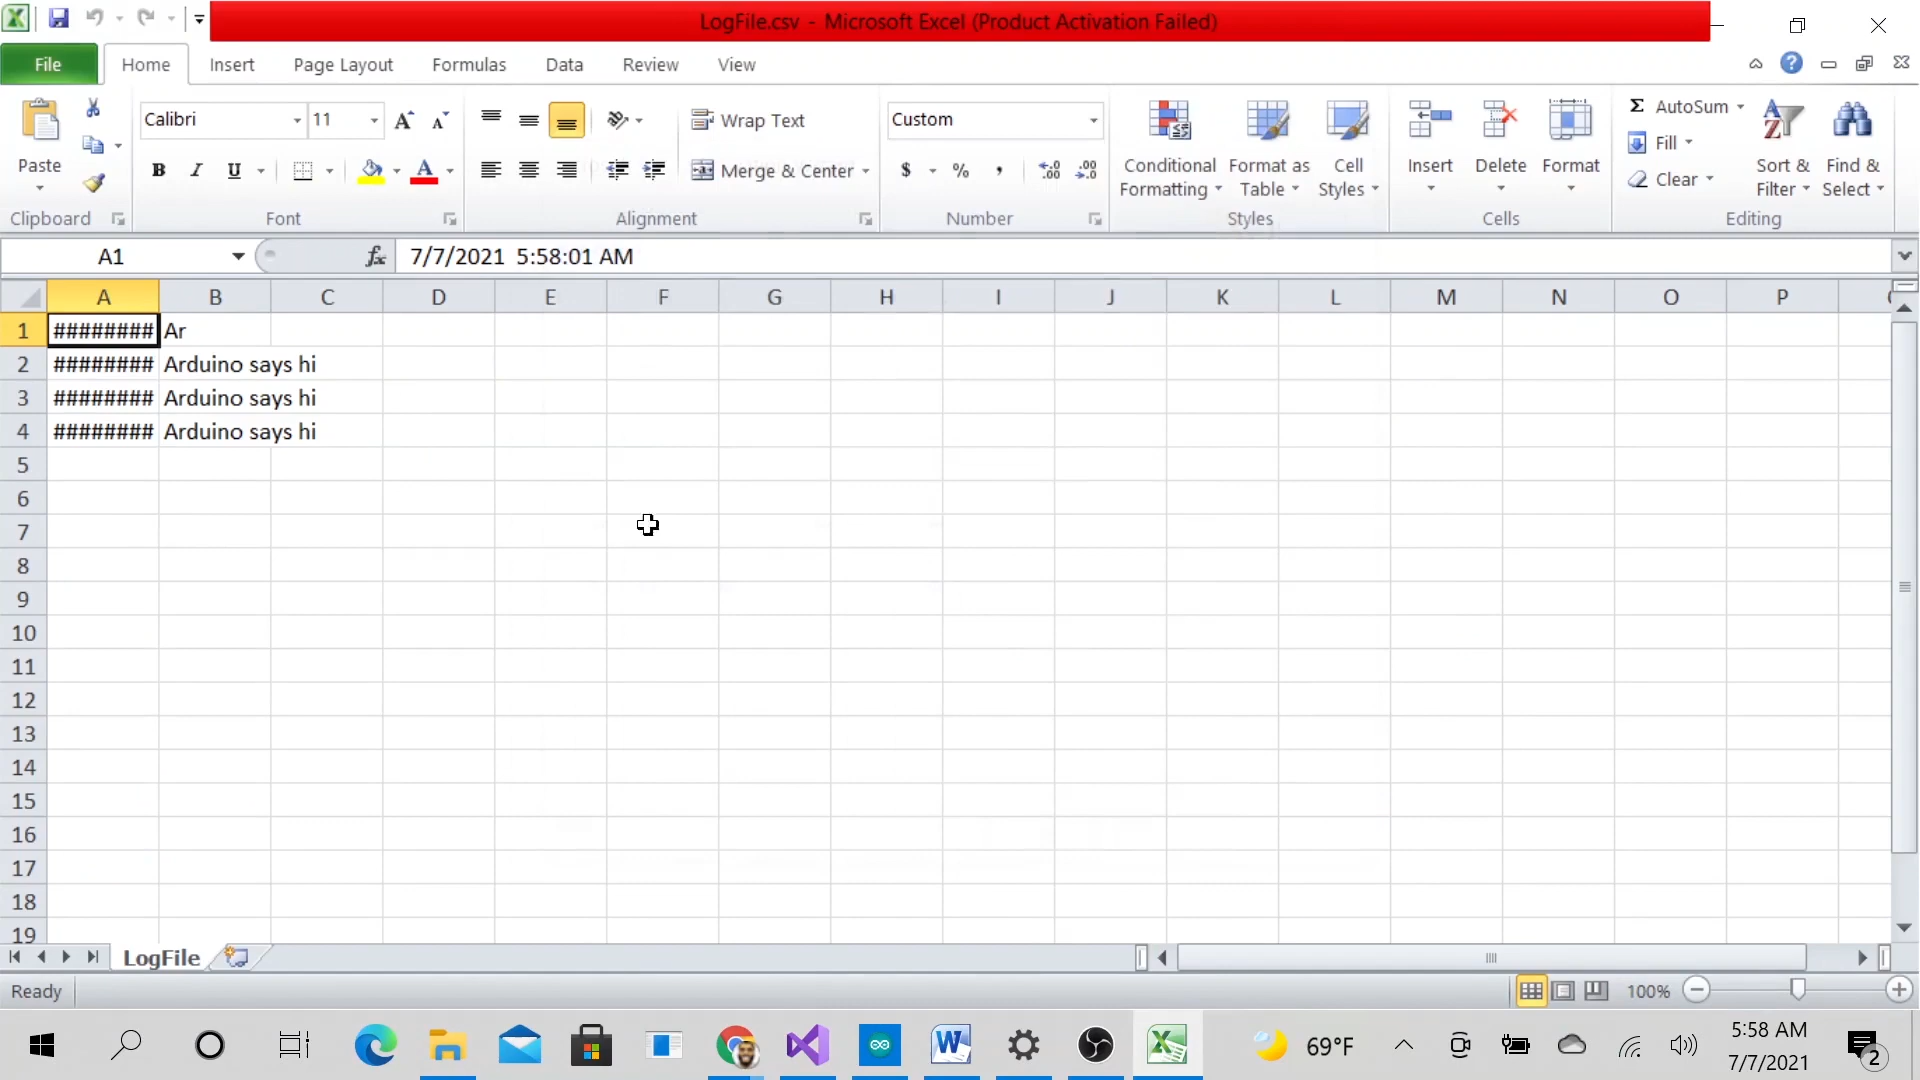 LogFile.csv - Microsoft Excel (Product Activation Failed)
File Home Insert Page Layout Formulas Data Review View
Calibri 11 Wrap Text Custom Σ AutoSum
Paste B I U Merge & Center $ % , Conditional Formatting Format as Table Cell Styles Insert Delete Format Fill Clear Sort & Filter Find & Select
Clipboard Font Alignment Number Styles Cells Editing
A1 fx 7/7/2021 5:58:01 AM
A B C D E F G H I J K L M N O P
1 ######## Ar
2 ######## Arduino says hi
3 ######## Arduino says hi
4 ######## Arduino says hi
5
6
7
8
9
10
11
12
13
14
15
16
17
18
19
LogFile
Ready 100%
69°F 5:58 AM
7/7/2021 2